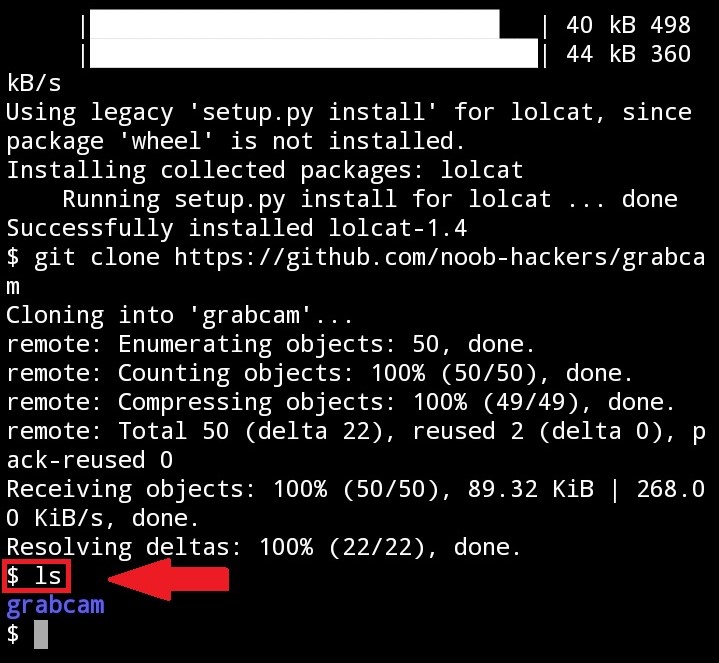 | | 40 kB 498
| | 44 kB 360
kB/s
Using legacy 'setup.py install' for lolcat, since
package 'wheel' is not installed.
Installing collected packages: lolcat
    Running setup.py install for lolcat ... done
Successfully installed lolcat-1.4
$ git clone https://github.com/noob-hackers/grabca
m
Cloning into 'grabcam'...
remote: Enumerating objects: 50, done.
remote: Counting objects: 100% (50/50), done.
remote: Compressing objects: 100% (49/49), done.
remote: Total 50 (delta 22), reused 2 (delta 0), p
ack-reused 0
Receiving objects: 100% (50/50), 89.32 KiB | 268.0
0 KiB/s, done.
Resolving deltas: 100% (22/22), done.
$ ls
grabcam
$